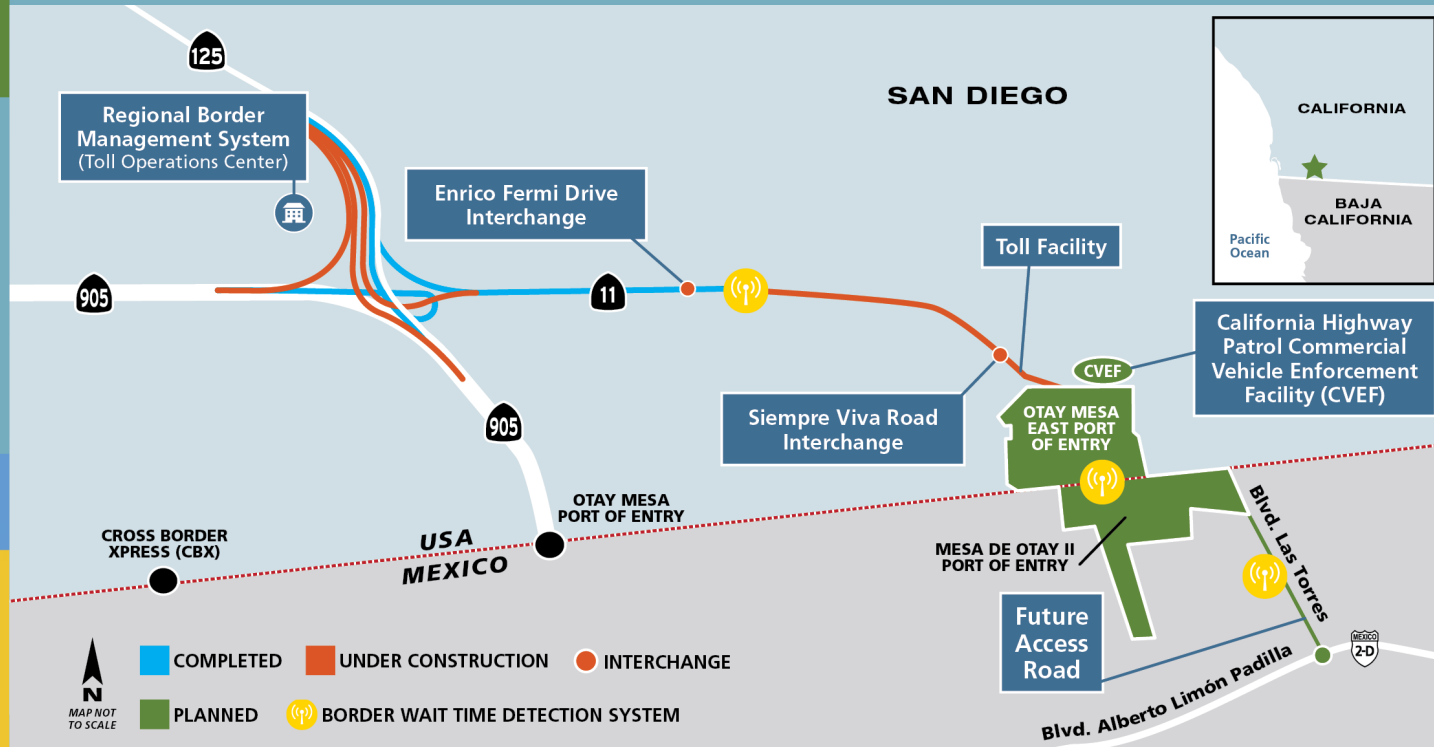 125
SAN DIEGO
Regional Border
Management System
(Toll Operations Center)
Enrico Fermi Drive
Interchange
Toll Facility
CALIFORNIA
BAJA
CALIFORNIA
Pacific
Ocean
905
11
California Highway
Patrol Commercial
Vehicle Enforcement
Facility (CVEF)
CVEF
Siempre Viva Road
Interchange
OTAY MESA
EAST PORT
OF ENTRY
905
OTAY MESA
PORT OF ENTRY
CROSS BORDER
XPRESS (CBX)
USA
MEXICO
MESA DE OTAY II
PORT OF ENTRY
Blvd. Las Torres
Future
Access
Road
MEXICO
2-D
Blvd. Alberto Limón Padilla
N
MAP NOT
TO SCALE
COMPLETED
UNDER CONSTRUCTION
INTERCHANGE
PLANNED
BORDER WAIT TIME DETECTION SYSTEM